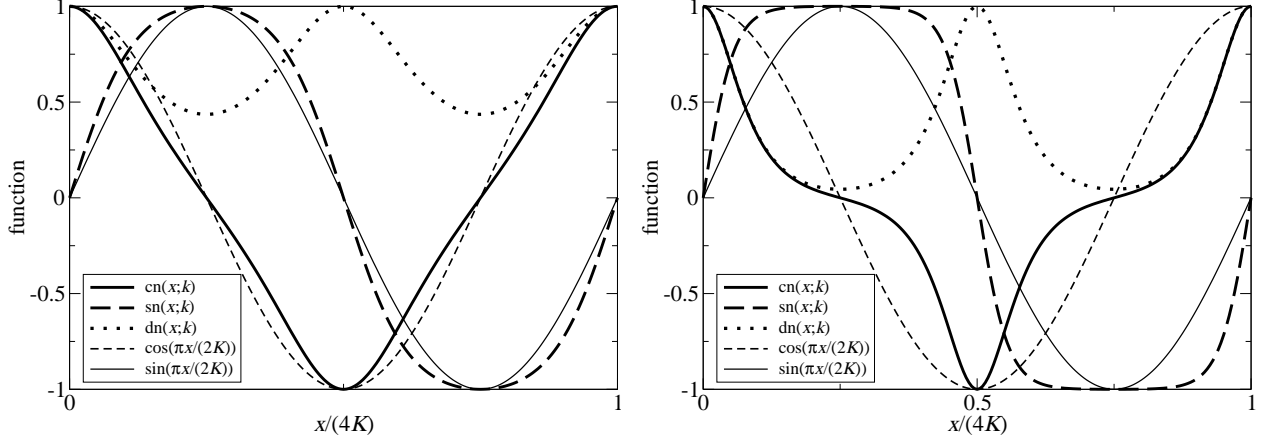 1
0.5
0
-0.5
-1
function
0
1
x/(4K)
cn(x;k)
sn(x;k)
dn(x;k)
cos(πx/(2K))
sin(πx/(2K))
1
0.5
0
-0.5
-1
function
0
0.5
1
x/(4K)
cn(x;k)
sn(x;k)
dn(x;k)
cos(πx/(2K))
sin(πx/(2K))